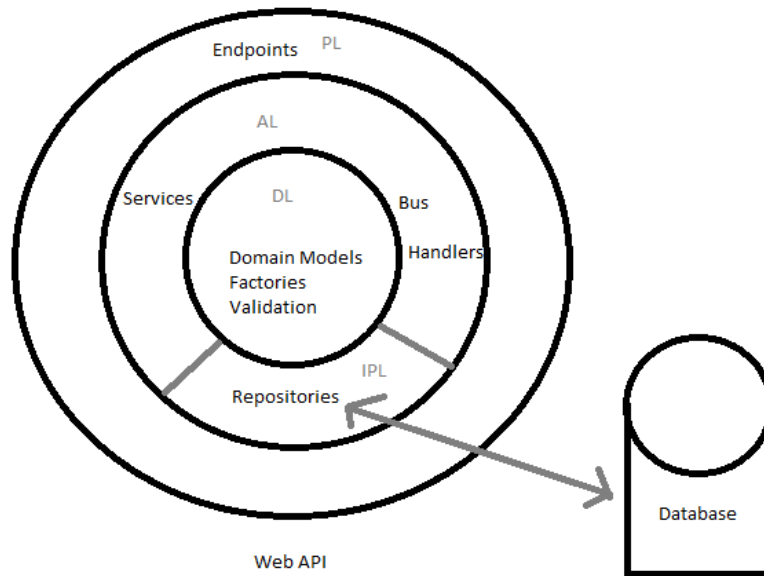 Endpoints PL
AL
Services
DL
Bus
Handlers
Domain Models
Factories
Validation
IPL
Repositories
Database
Web API